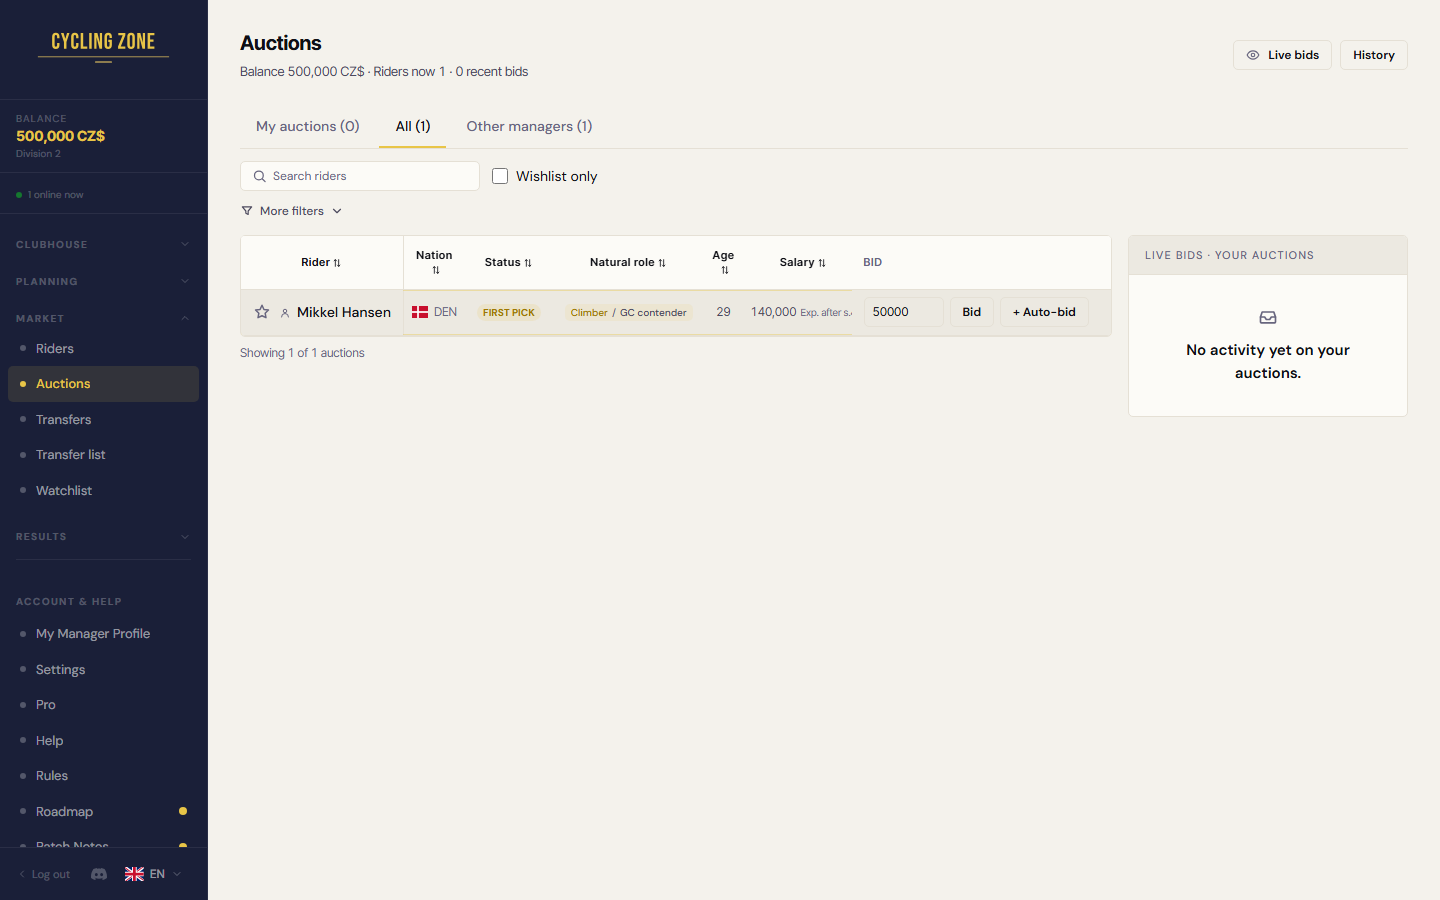 CYCLING ZONE
BALANCE
500,000 CZ$
Division 2
1 online now
CLUBHOUSE
PLANNING
MARKET
Riders
Auctions
Transfers
Transfer list
Watchlist
RESULTS
ACCOUNT & HELP
My Manager Profile
Settings
Pro
Help
Rules
Roadmap
Patch Notes
Log out
EN
Auctions
Balance 500,000 CZ$ · Riders now 1 · 0 recent bids
Live bids
History
My auctions (0)
All (1)
Other managers (1)
Search riders
Wishlist only
More filters
Rider Nation Status Natural role Age Salary BID
Mikkel Hansen DEN FIRST PICK Climber / GC contender 29 140,000 Exp. after s. 50000 Bid + Auto-bid
Showing 1 of 1 auctions
LIVE BIDS · YOUR AUCTIONS
No activity yet on your
auctions.